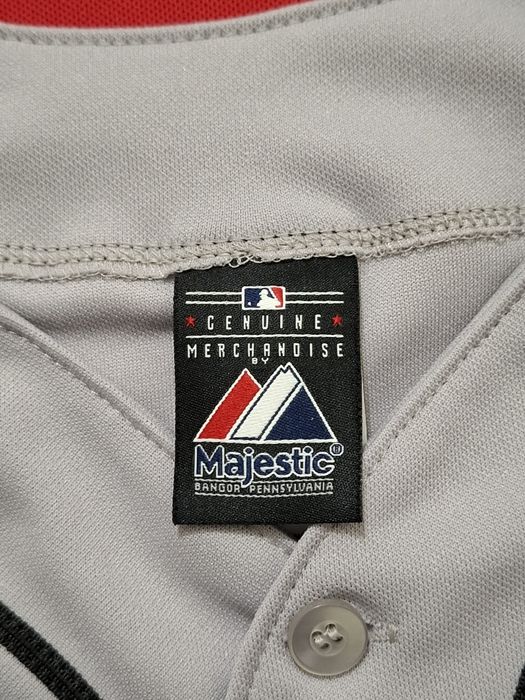 GENUINE
MERCHANDISE
BY
Majestic
BANGOR PENNSYLVANIA